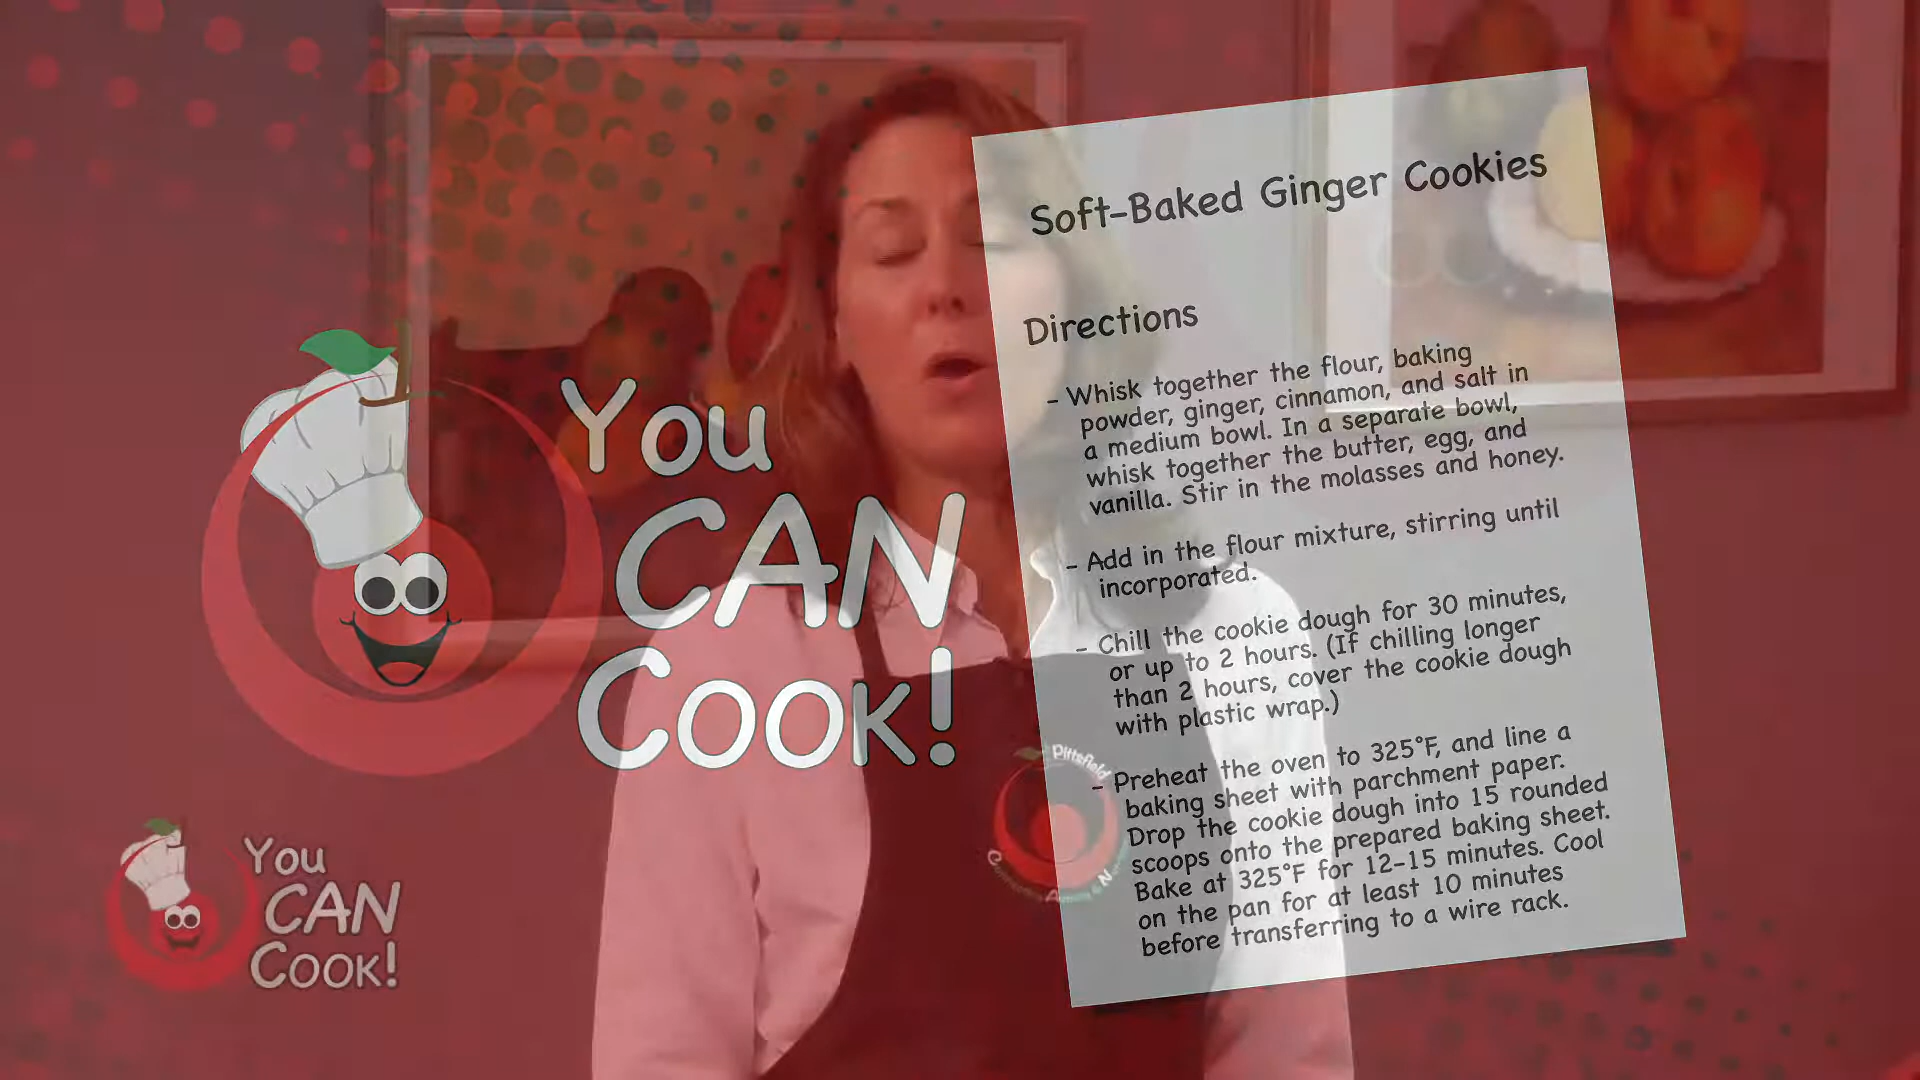 You
CAN
COOK!
Soft-Baked Ginger Cookies
Directions
- Whisk together the flour, baking
powder, ginger, cinnamon, and salt in
a medium bowl. In a separate bowl,
whisk together the butter, egg, and
vanilla. Stir in the molasses and honey.
- Add in the flour mixture, stirring until
incorporated.
- Chill the cookie dough for 30 minutes,
or up to 2 hours. (If chilling longer
than 2 hours, cover the cookie dough
with plastic wrap.)
- Preheat the oven to 325°F, and line a
baking sheet with parchment paper.
Drop the cookie dough into 15 rounded
scoops onto the prepared baking sheet.
Bake at 325°F for 12-15 minutes. Cool
on the pan for at least 10 minutes
before transferring to a wire rack.
Pittsfield
You
CAN
COOK!